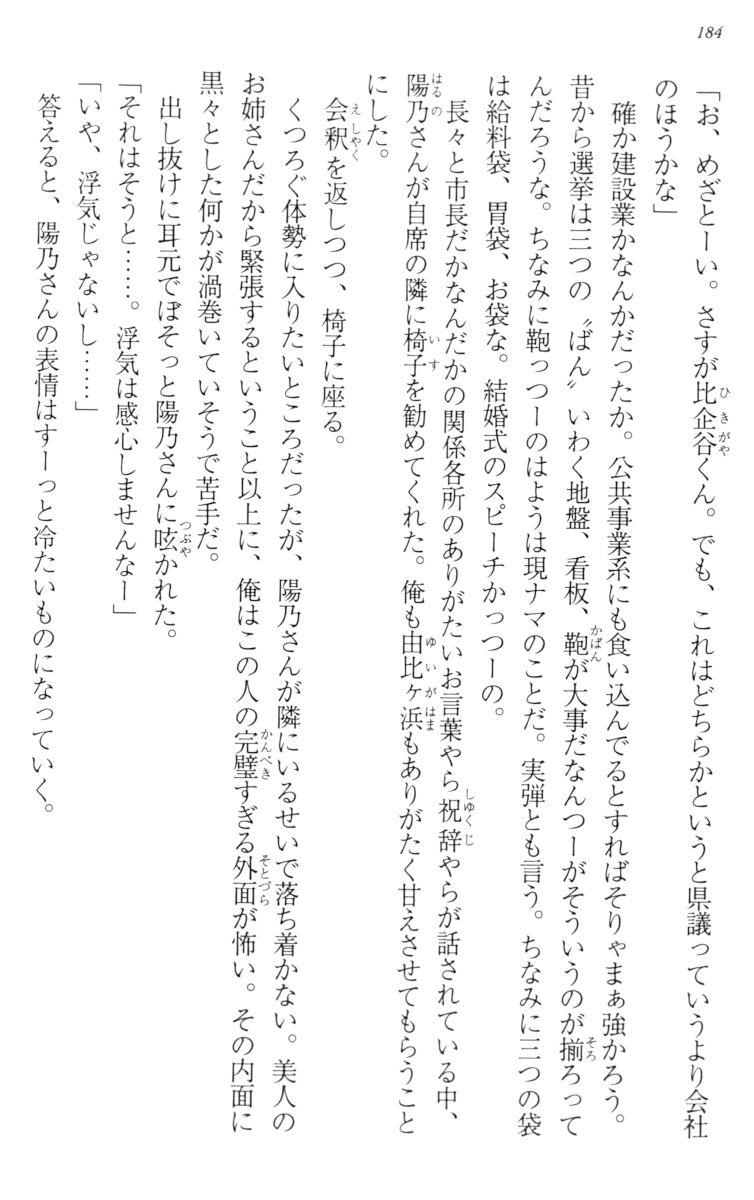 184
「お、めざとーい。さすが比企谷くん。でも、これはどちらかというと県議っていうより会社
のほうかな」
　確か建設業かなんかだったか。公共事業系にも食い込んでるとすればそりゃまぁ強かろう。
昔から選挙は三つの〝ばん〟いわく地盤、看板、鞄が大事だなんつーがそういうのが揃ろって
んだろうな。ちなみに鞄っつーのはようは現ナマのことだ。実弾とも言う。ちなみに三つの袋
は給料袋、胃袋、お袋な。結婚式のスピーチかっつーの。
　長々と市長だかなんだかの関係各所のありがたいお言葉やら祝辞やらが話されている中、
陽乃さんが自席の隣に椅子を勧めてくれた。俺も由比ヶ浜もありがたく甘えさせてもらうこと
にした。
　会釈を返しつつ、椅子に座る。
　くつろぐ体勢に入りたいところだったが、陽乃さんが隣にいるせいで落ち着かない。美人の
お姉さんだから緊張するということ以上に、俺はこの人の完璧すぎる外面が怖い。その内面に
黒々とした何かが渦巻いていそうで苦手だ。
　出し抜けに耳元でぼそっと陽乃さんに呟かれた。
「それはそうと……。浮気は感心しませんなー」
「いや、浮気じゃないし……」
　答えると、陽乃さんの表情はすーっと冷たいものになっていく。